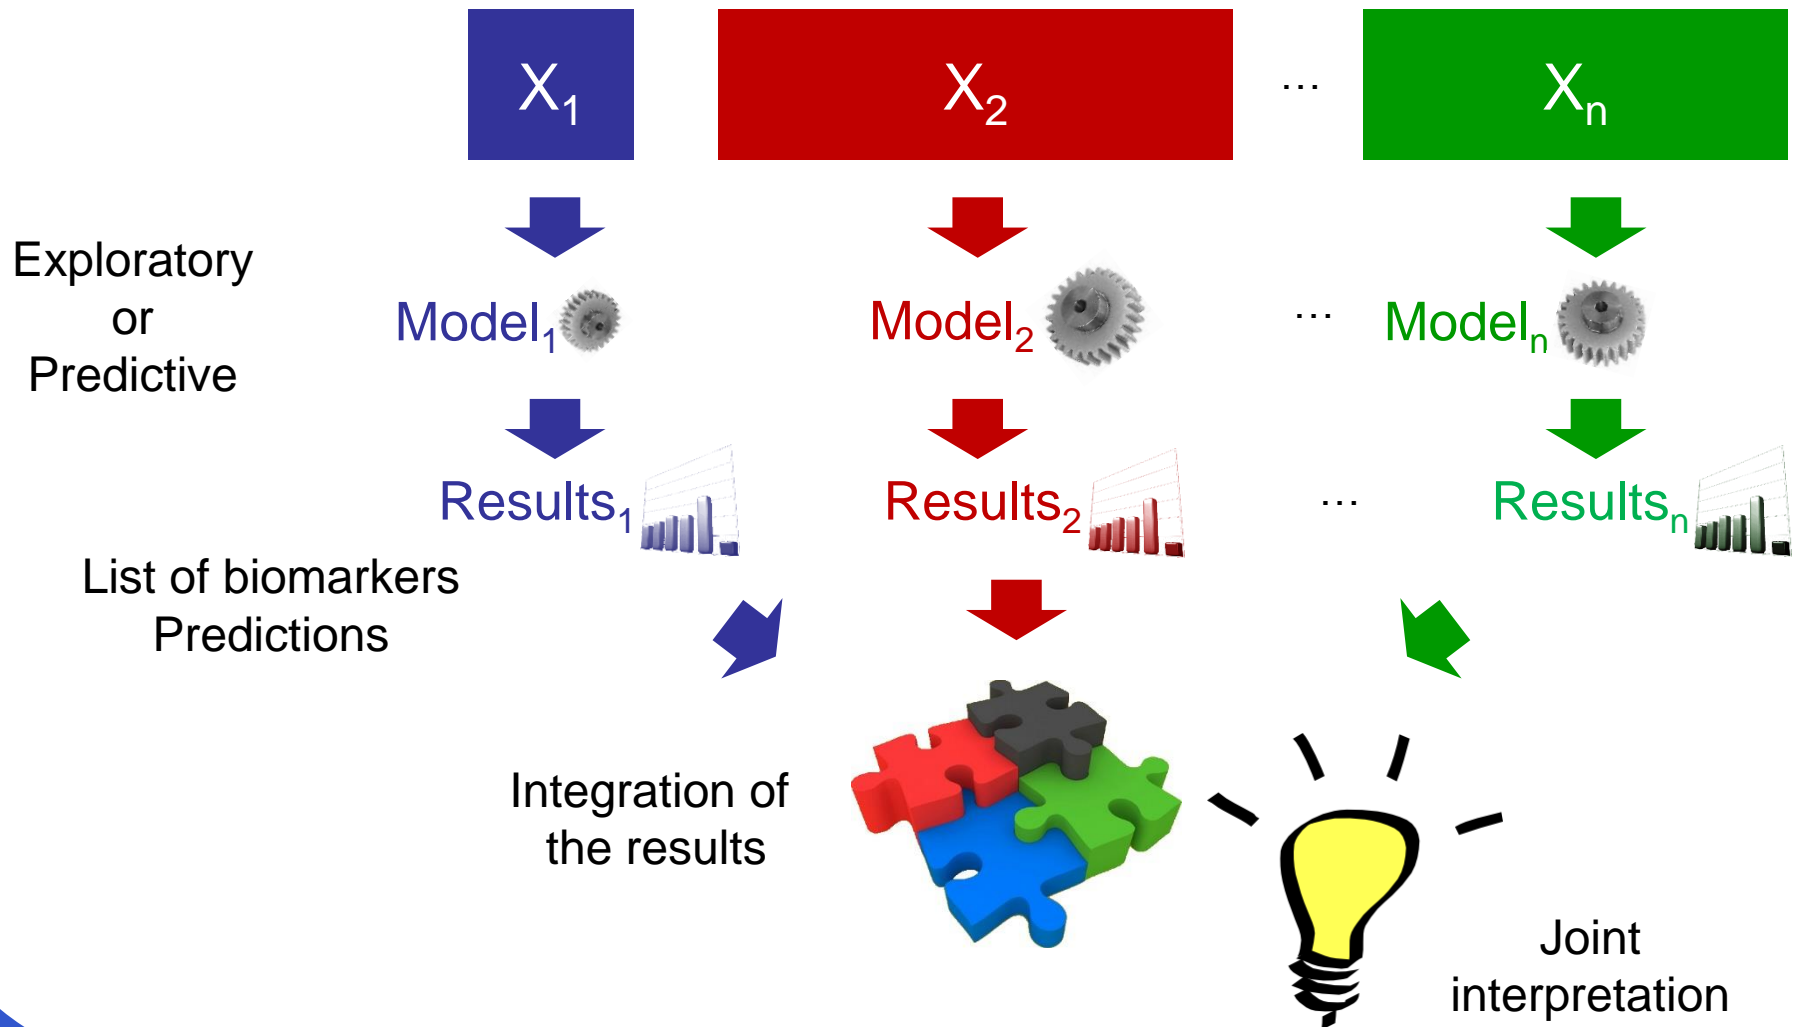 X₁ X₂ ... Xₙ
Exploratory
or
Predictive
Model₁ Model₂ ... Modelₙ
Results₁ Results₂ ... Resultsₙ
List of biomarkers
Predictions
Integration of
the results
Joint
interpretation